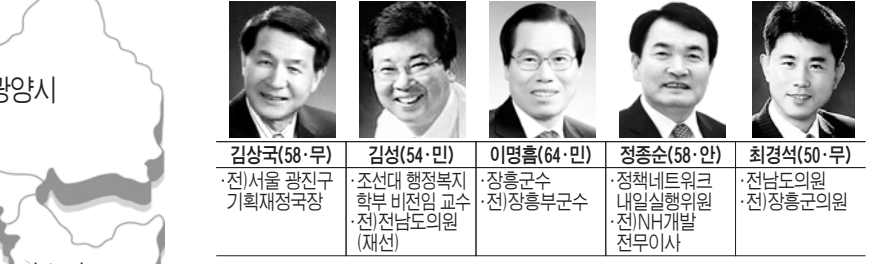 광양시
김상국(58·무)
·전)서울 광진구
기획재정국장
김성(54·민)
·조선대 행정복지
학부 비전임 교수
·전)전남도의원
(재선)
이명흠(64·민)
·장흥군수
·전)장흥부군수
정종순(58·안)
·정책네트워크
내일실행위원
·전)NH개발
전무이사
최경석(50·무)
·전남도의원
·전)장흥군의원